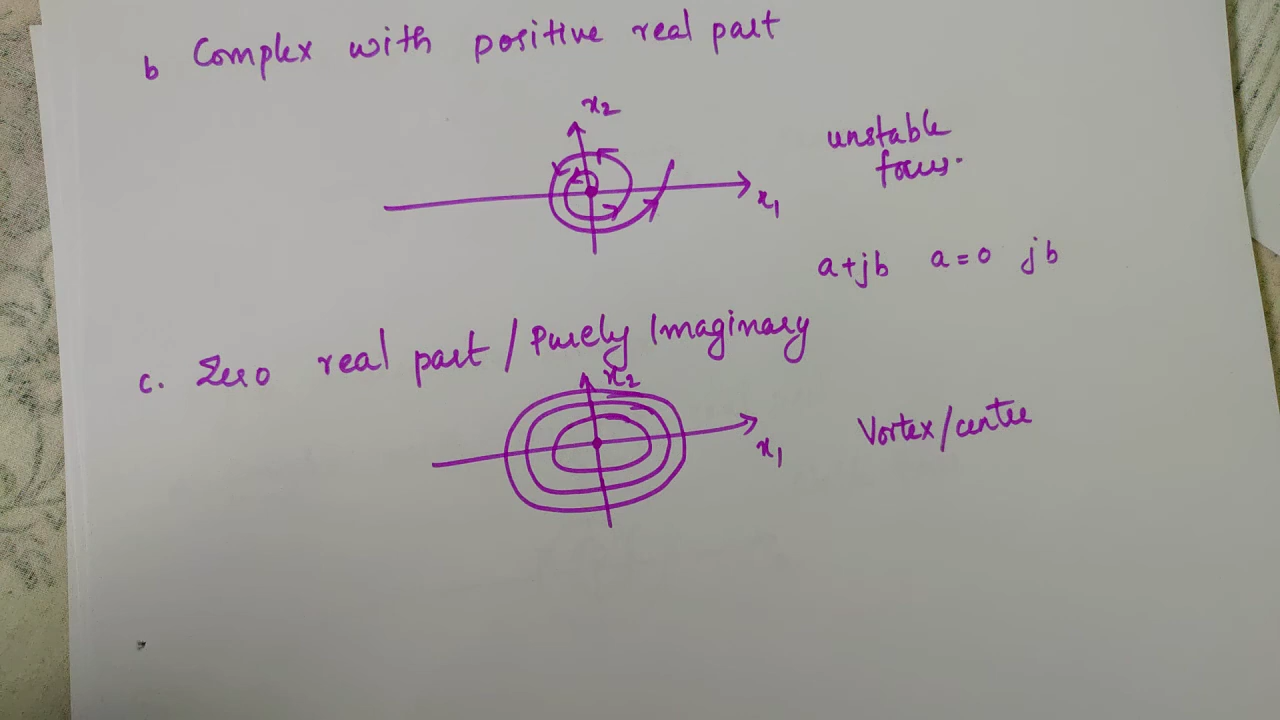 b Complex with positive real part
x2
unstable
focus.
x1
a+jb a=0 jb
c. Zero real part / Purely Imaginary
x2
Vortex/centre
x1